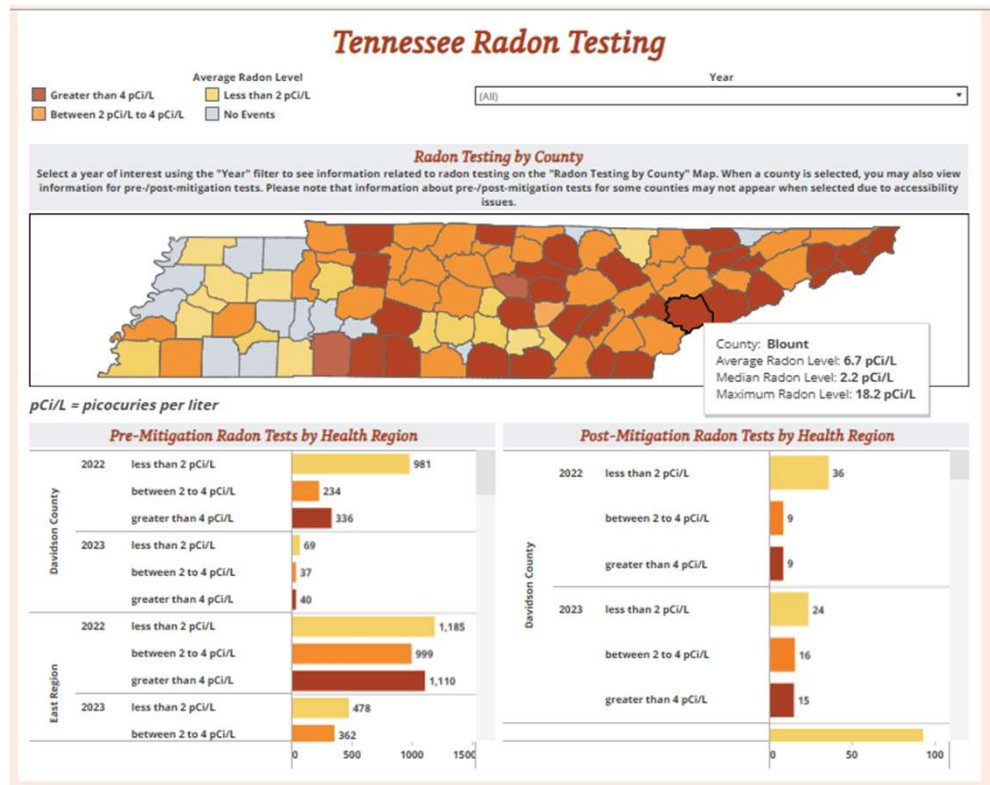 Tennessee Radon Testing
Average Radon Level
Greater than 4 pCi/L
Less than 2 pCi/L
Between 2 pCi/L to 4 pCi/L
No Events
Year
(All)
Radon Testing by County
Select a year of interest using the "Year" filter to see information related to radon testing on the "Radon Testing by County" Map. When a county is selected, you may also view
information for pre-/post-mitigation tests. Please note that information about pre-/post-mitigation tests for some counties may not appear when selected due to accessibility
issues.
County: Blount
Average Radon Level: 6.7 pCi/L
Median Radon Level: 2.2 pCi/L
Maximum Radon Level: 18.2 pCi/L
pCi/L = picocuries per liter
Pre-Mitigation Radon Tests by Health Region
Davidson County
2022 less than 2 pCi/L 981
between 2 to 4 pCi/L 234
greater than 4 pCi/L 336
2023 less than 2 pCi/L 69
between 2 to 4 pCi/L 37
greater than 4 pCi/L 40
East Region
2022 less than 2 pCi/L 1,185
between 2 to 4 pCi/L 999
greater than 4 pCi/L 1,110
2023 less than 2 pCi/L 478
between 2 to 4 pCi/L 362
0 500 1000 1500
Post-Mitigation Radon Tests by Health Region
Davidson County
2022 less than 2 pCi/L 36
between 2 to 4 pCi/L 9
greater than 4 pCi/L 9
2023 less than 2 pCi/L 24
between 2 to 4 pCi/L 16
greater than 4 pCi/L 15
0 50 100